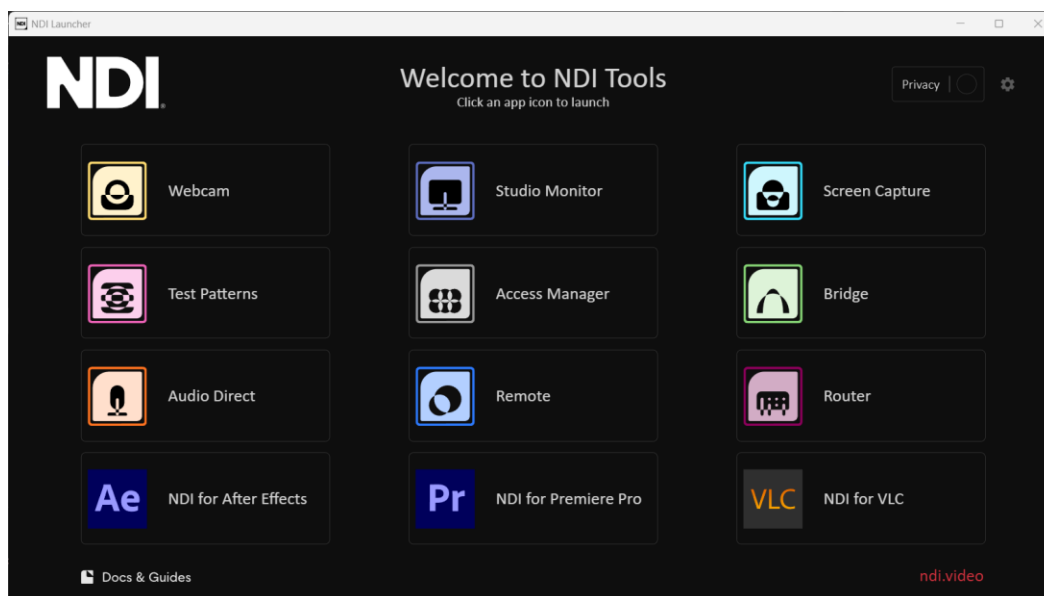 NDI Launcher
NDI.
Welcome to NDI Tools
Click an app icon to launch
Privacy
Webcam
Studio Monitor
Screen Capture
Test Patterns
Access Manager
Bridge
Audio Direct
Remote
Router
Ae
NDI for After Effects
Pr
NDI for Premiere Pro
VLC
NDI for VLC
Docs & Guides
ndi.video